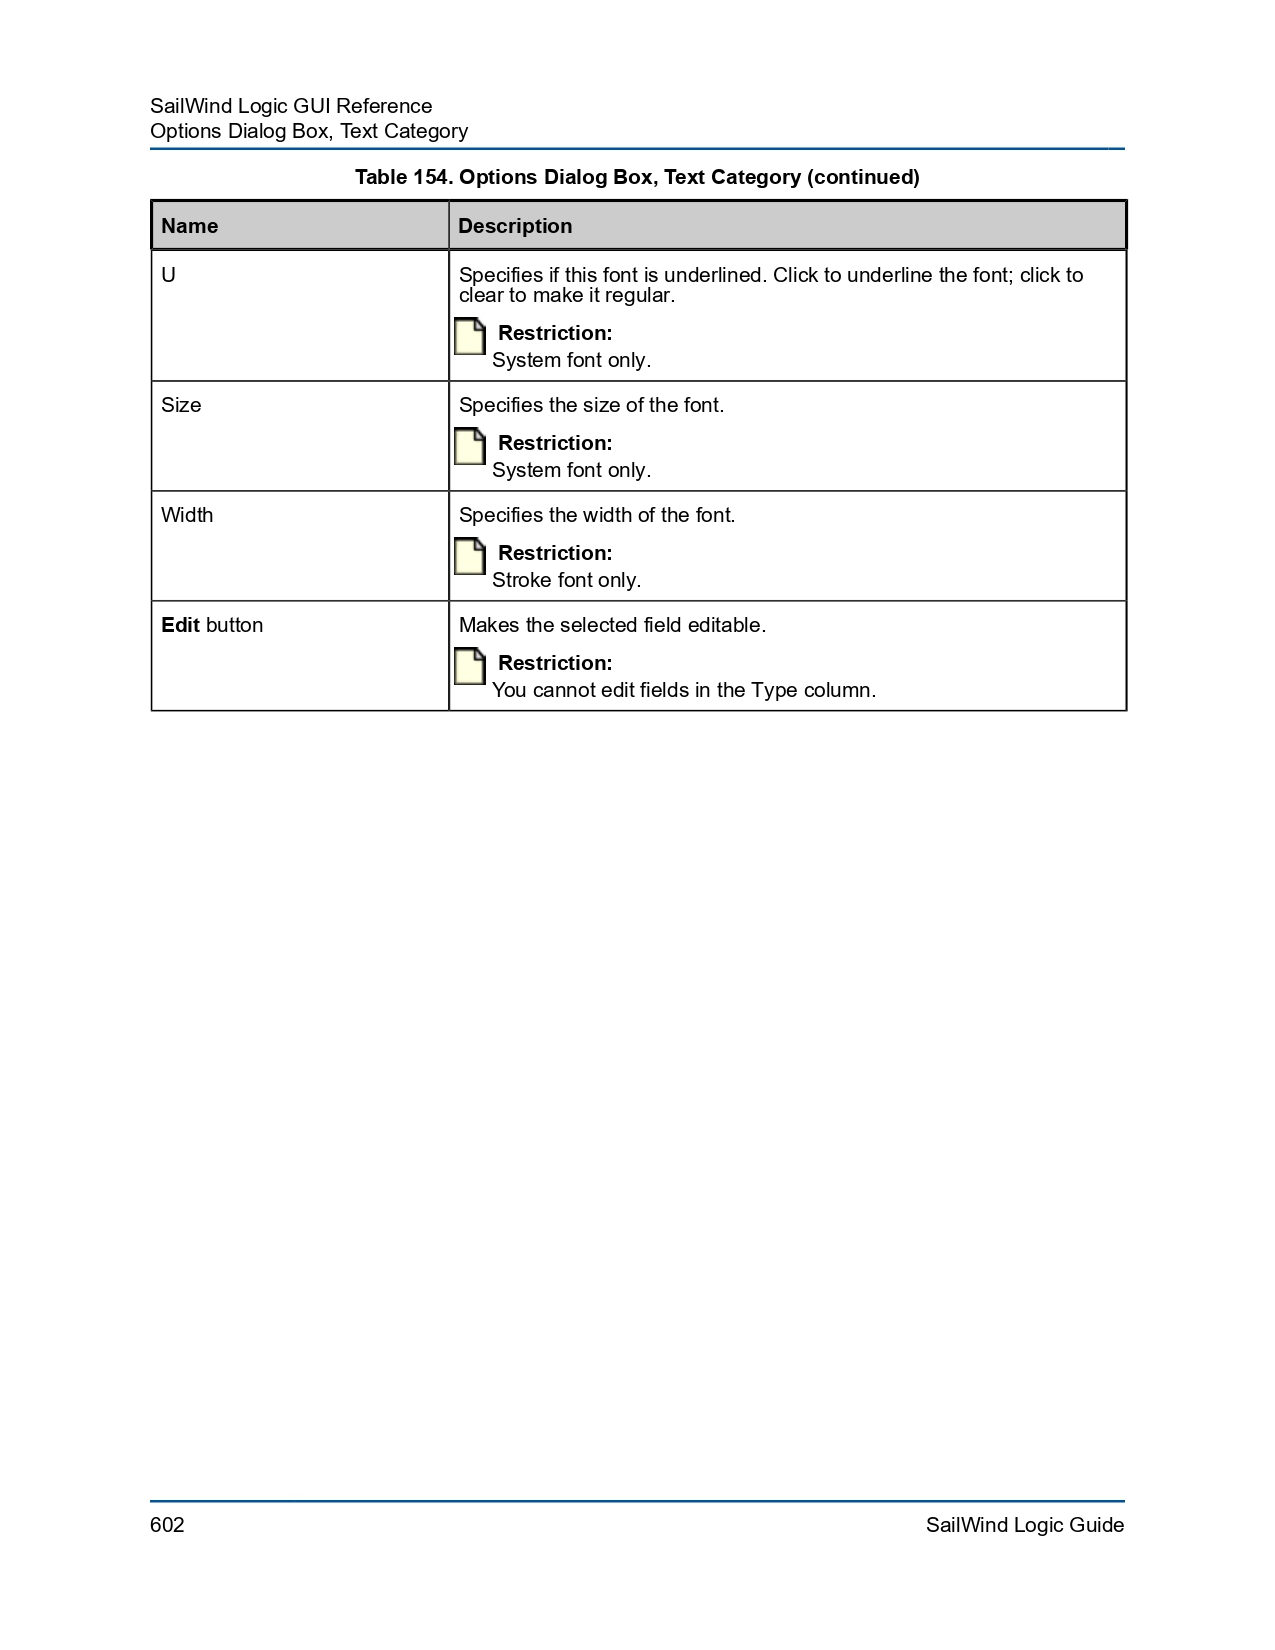 SailWind Logic GUI Reference
Options Dialog Box, Text Category
Table 154. Options Dialog Box, Text Category (continued)
Name
Description
U
Specifies if this font is underlined. Click to underline the font; click to
clear to make it regular.
Restriction:
System font only.
Size
Specifies the size of the font.
Restriction:
System font only.
Width
Specifies the width of the font.
Restriction:
Stroke font only.
Edit button
Makes the selected field editable.
Restriction:
You cannot edit fields in the Type column.
602
SailWind Logic Guide